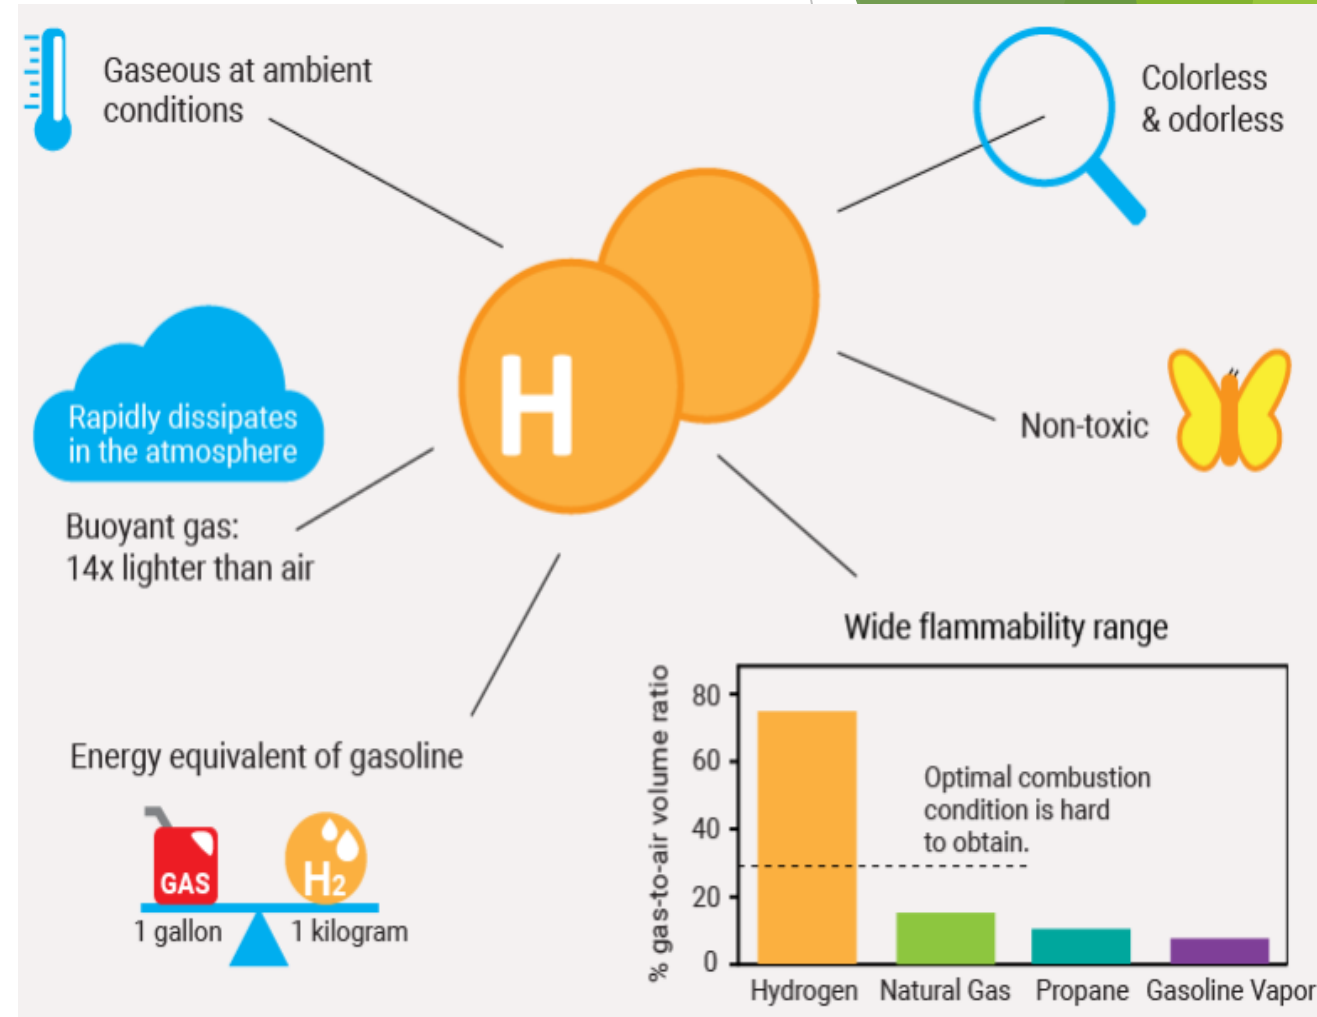 Gaseous at ambient
conditions
Colorless
& odorless
H
Rapidly dissipates
in the atmosphere
Buoyant gas:
14x lighter than air
Non-toxic
Energy equivalent of gasoline
GAS
H2
1 gallon
1 kilogram
Wide flammability range
% gas-to-air volume ratio
80
60
40
20
0
Optimal combustion
condition is hard
to obtain.
Hydrogen
Natural Gas
Propane
Gasoline Vapor